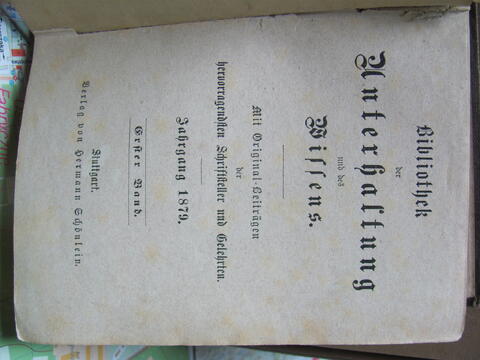 Bibliothek
der
Unterhaltung
und des
Wissens.
Mit Original-Beiträgen
der
hervorragendsten Schriftsteller und Gelehrten.
Jahrgang 1879.
Erster Band.
Stuttgart.
Verlag von Hermann Schönlein.